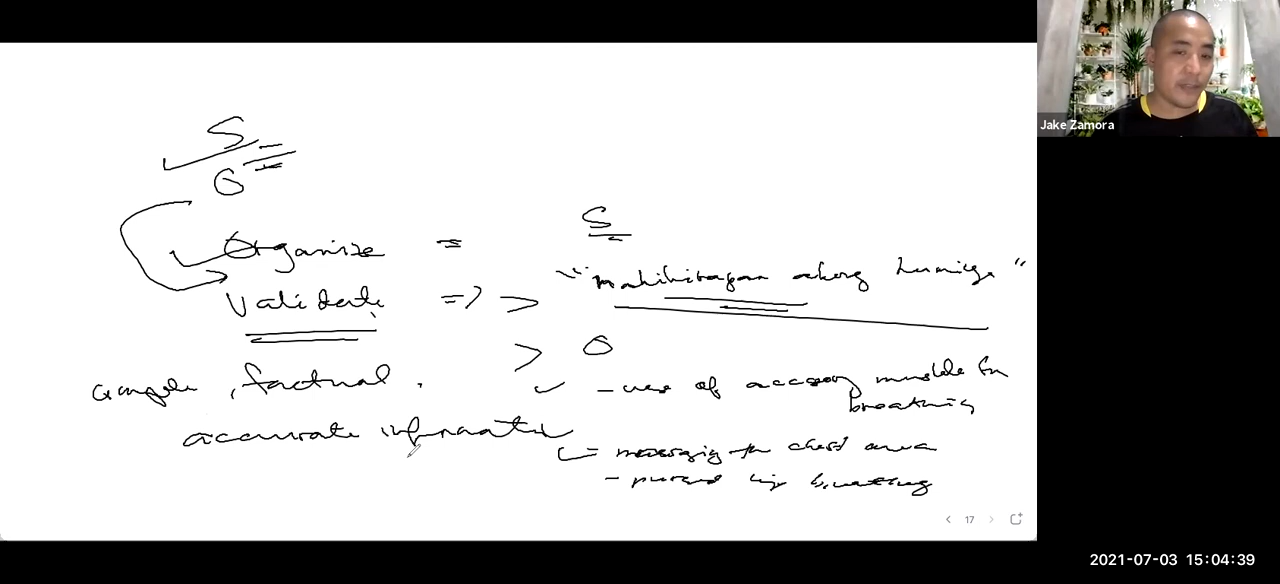 Jake Zamora
S
O
Organize =
Validate => >
factual,
accurate information
S
"mahihirapan akong huminga"
> O
- use of accessory muscle for
breathing
- massaging the chest area
- pursed lip breathing
17
2021-07-03 15:04:39